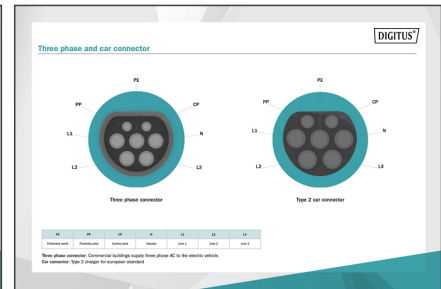 DIGITUS®
Three phase and car connector
PE
PP
CP
L1
N
L2
L3
Three phase connector
PE
PP
CP
L1
N
L2
L3
Type 2 car connector
PE PP CP N L1 L2 L3
Protective earth Proximity pilot Control pilot Neutral Line 1 Line 2 Line 3
Three phase connector: Commercial buildings supply three phase AC to the electric vehicle.
Car connector: Type 2 charger for european standard